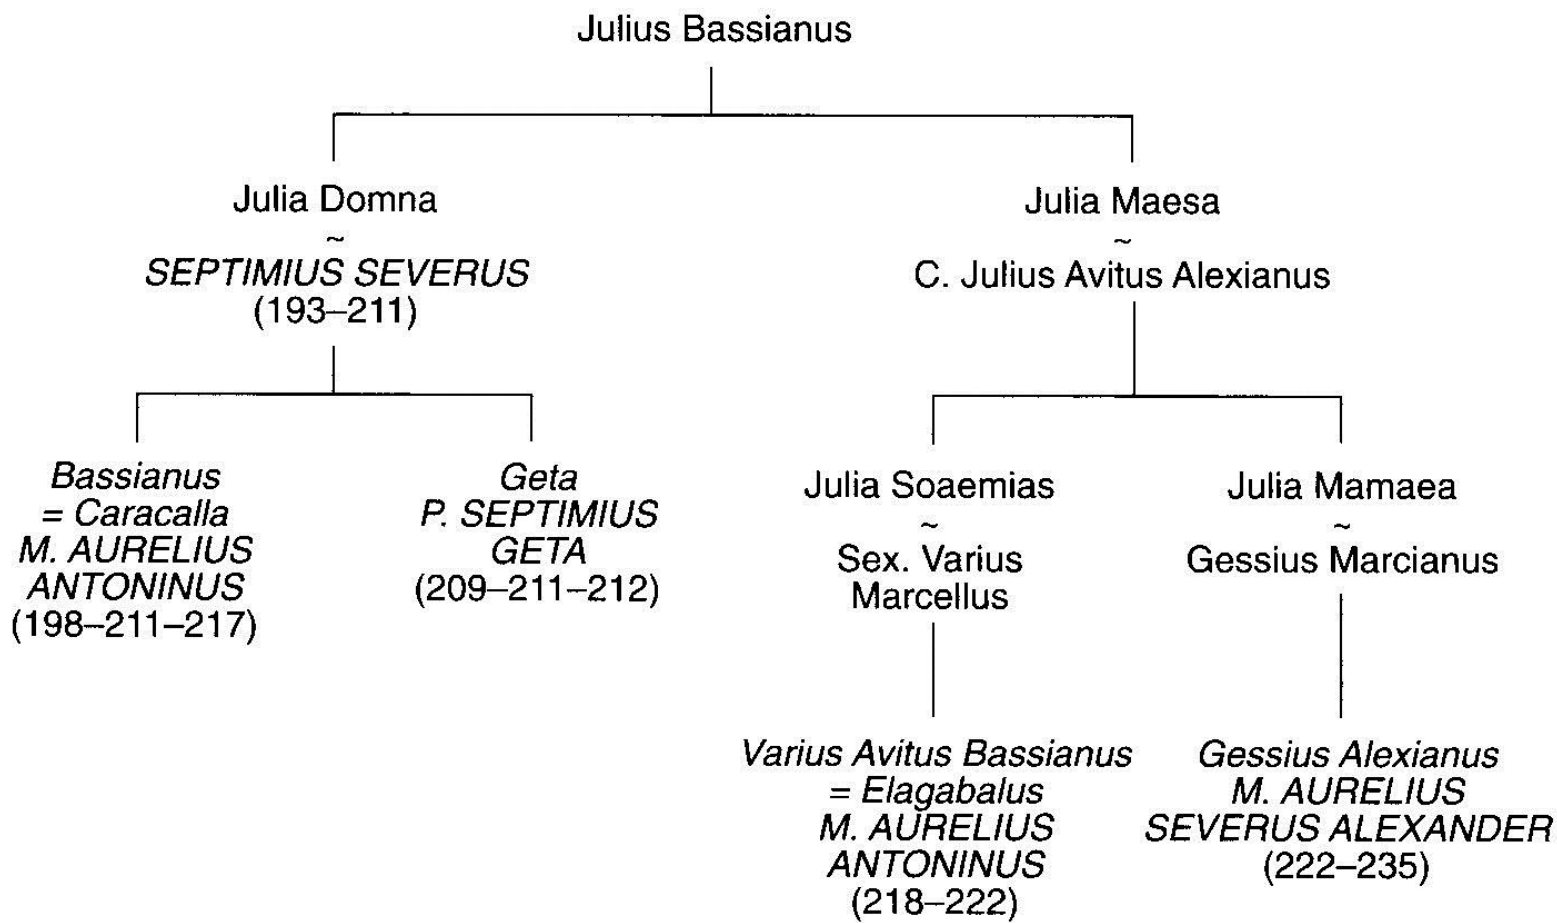 Julius Bassianus
Julia Domna
~
SEPTIMIUS SEVERUS
(193–211)
Julia Maesa
~
C. Julius Avitus Alexianus
Bassianus
= Caracalla
M. AURELIUS
ANTONINUS
(198–211–217)
Geta
P. SEPTIMIUS
GETA
(209–211–212)
Julia Soaemias
~
Sex. Varius
Marcellus
Julia Mamaea
~
Gessius Marcianus
Varius Avitus Bassianus
= Elagabalus
M. AURELIUS
ANTONINUS
(218–222)
Gessius Alexianus
M. AURELIUS
SEVERUS ALEXANDER
(222–235)